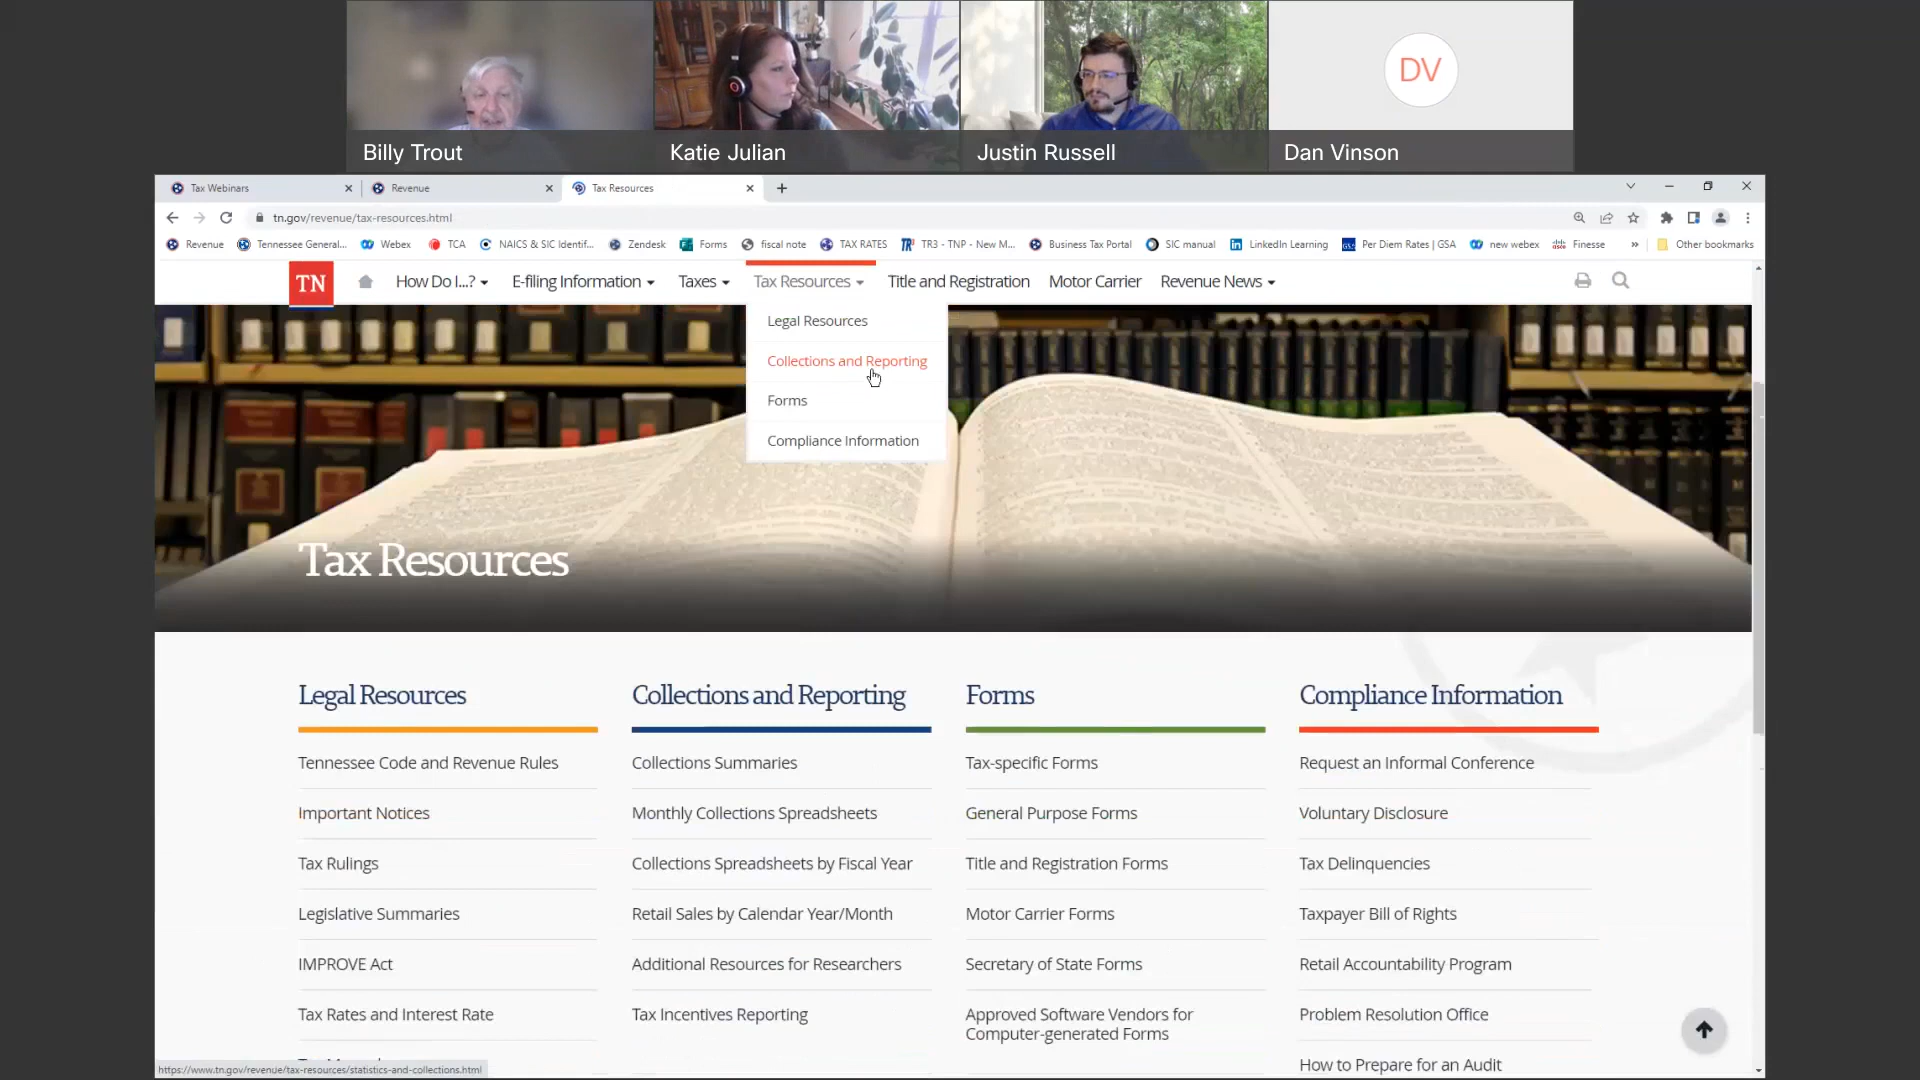 DV
Billy Trout
Katie Julian
Justin Russell
Dan Vinson
Tax Webinars
Revenue
Tax Resources
tn.gov/revenue/tax-resources.html
Revenue
Tennessee General...
Webex
TCA
NAICS & SIC Identif...
Zendesk
Forms
fiscal note
TAX RATES
TR3 - TNP - New M...
Business Tax Portal
SIC manual
LinkedIn Learning
Per Diem Rates | GSA
new webex
Finesse
»
Other bookmarks
TN
How Do I...?
E-filing Information
Taxes
Tax Resources
Title and Registration
Motor Carrier
Revenue News
Legal Resources
Collections and Reporting
Forms
Compliance Information
Tax Resources
Legal Resources
Tennessee Code and Revenue Rules
Important Notices
Tax Rulings
Legislative Summaries
IMPROVE Act
Tax Rates and Interest Rate
Collections and Reporting
Collections Summaries
Monthly Collections Spreadsheets
Collections Spreadsheets by Fiscal Year
Retail Sales by Calendar Year/Month
Additional Resources for Researchers
Tax Incentives Reporting
Forms
Tax-specific Forms
General Purpose Forms
Title and Registration Forms
Motor Carrier Forms
Secretary of State Forms
Approved Software Vendors for
Computer-generated Forms
Compliance Information
Request an Informal Conference
Voluntary Disclosure
Tax Delinquencies
Taxpayer Bill of Rights
Retail Accountability Program
Problem Resolution Office
How to Prepare for an Audit
https://www.tn.gov/revenue/tax-resources/statistics-and-collections.html